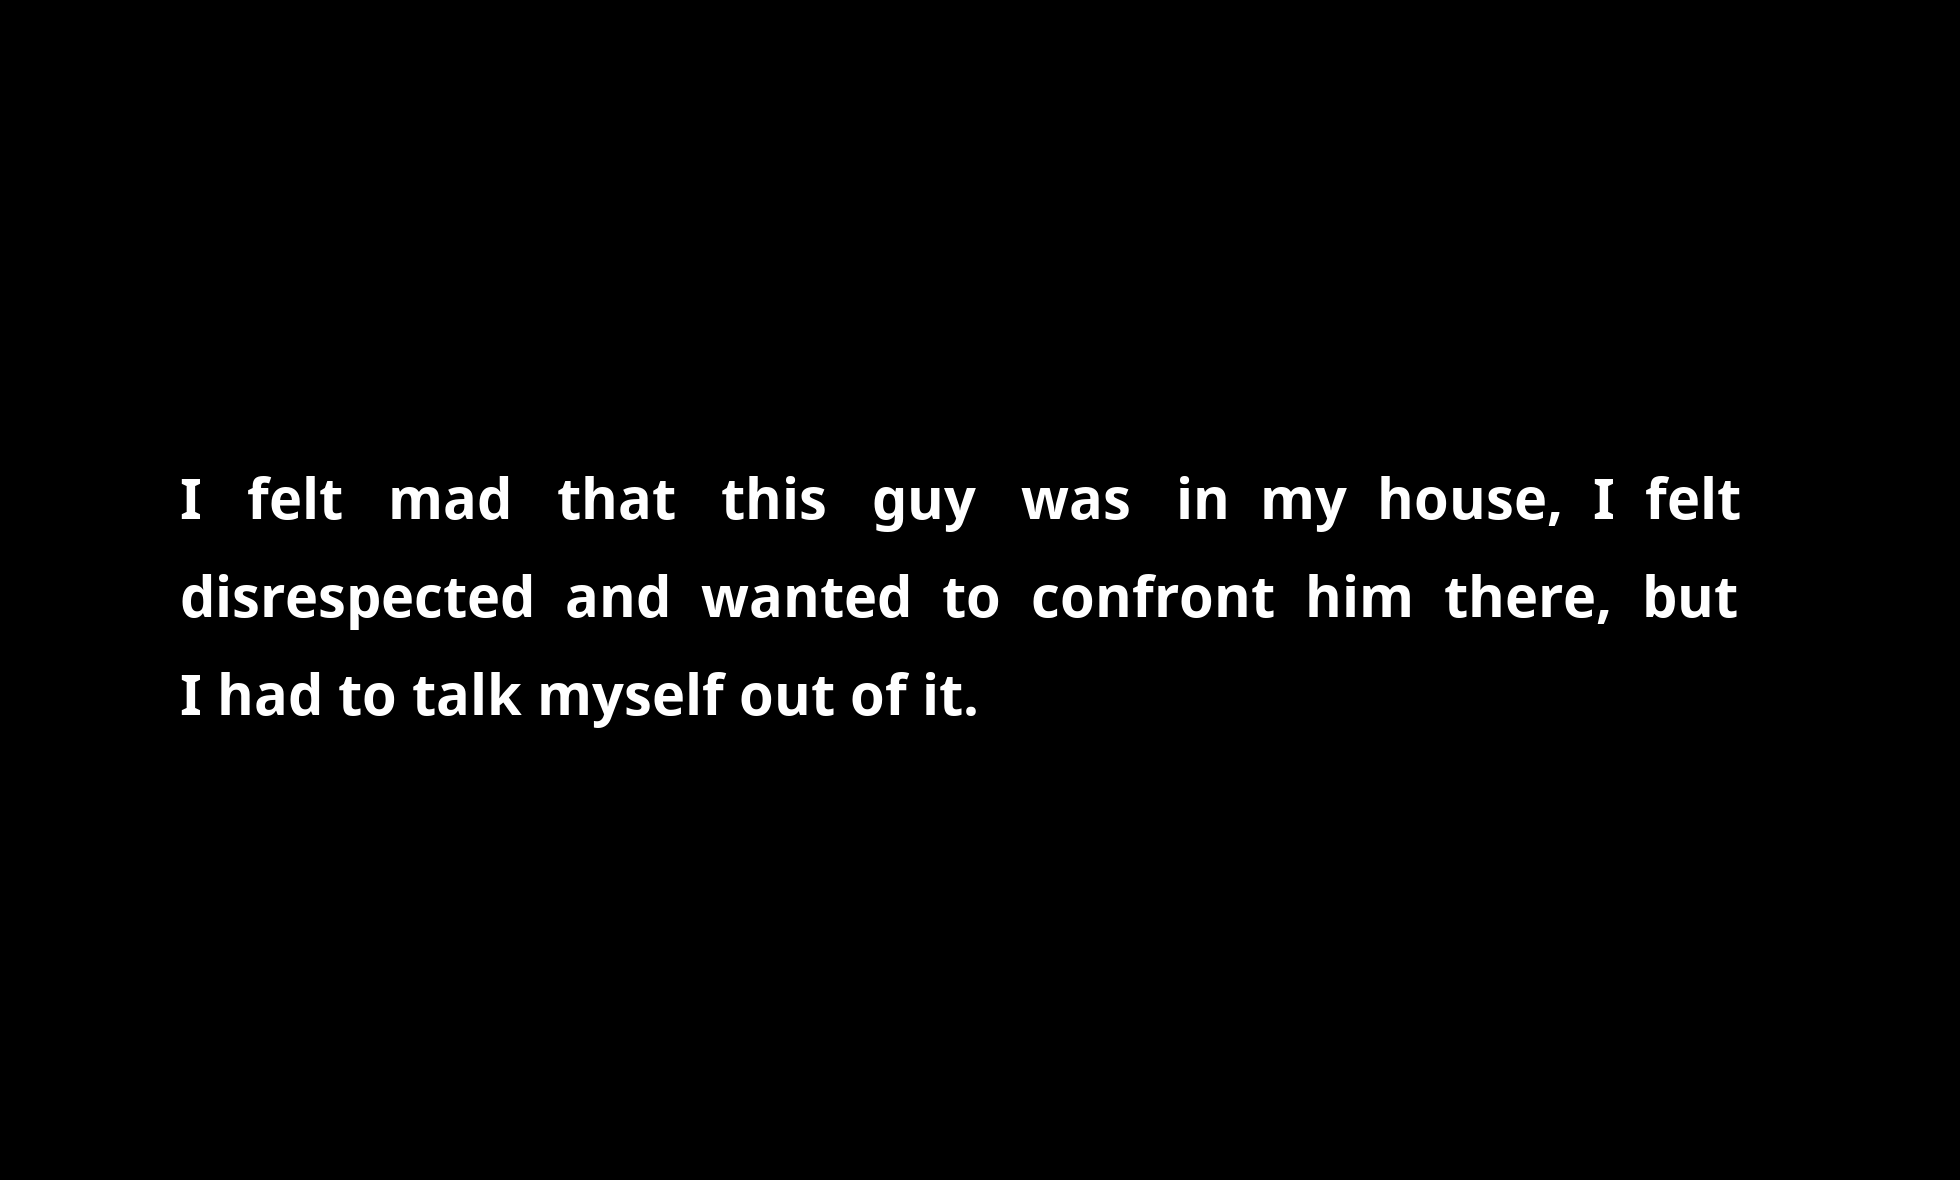 I felt mad that this guy was in my house, I felt
disrespected and wanted to confront him there, but
I had to talk myself out of it.